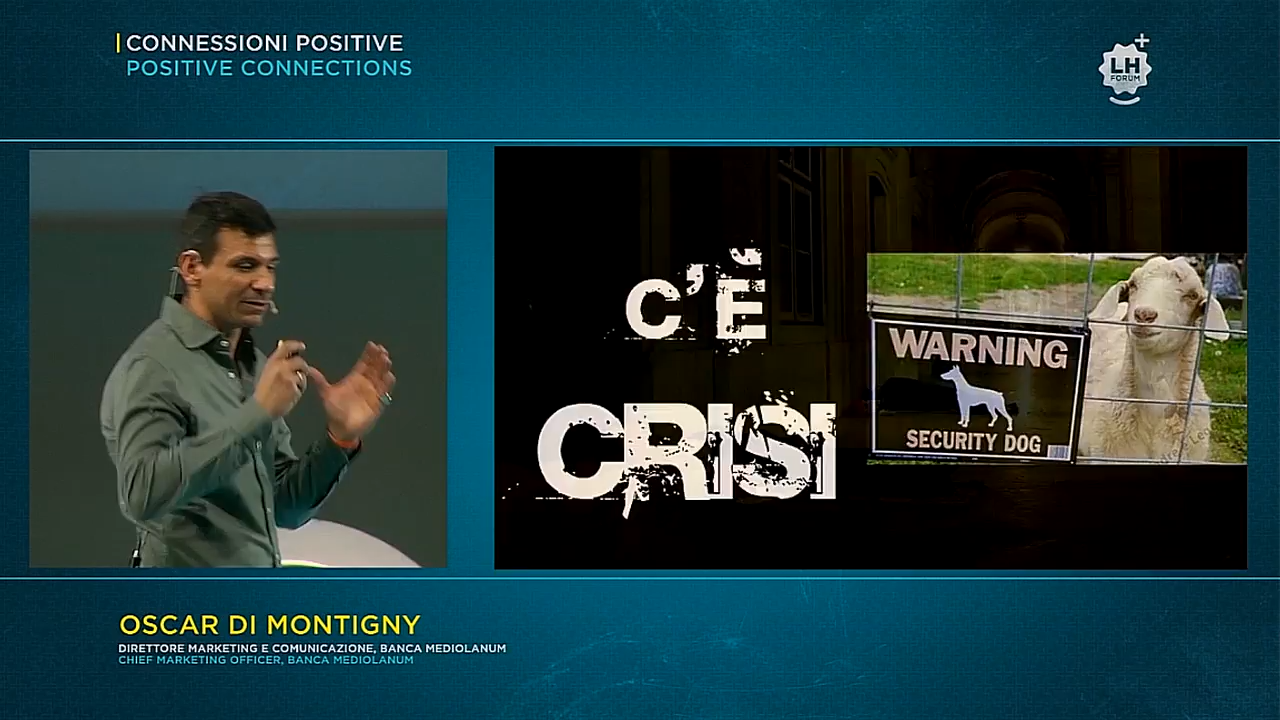 CONNESSIONI POSITIVE
POSITIVE CONNECTIONS
LH
FORUM
C'È
CRISI
WARNING
SECURITY DOG
OSCAR DI MONTIGNY
DIRETTORE MARKETING E COMUNICAZIONE, BANCA MEDIOLANUM
CHIEF MARKETING OFFICER, BANCA MEDIOLANUM